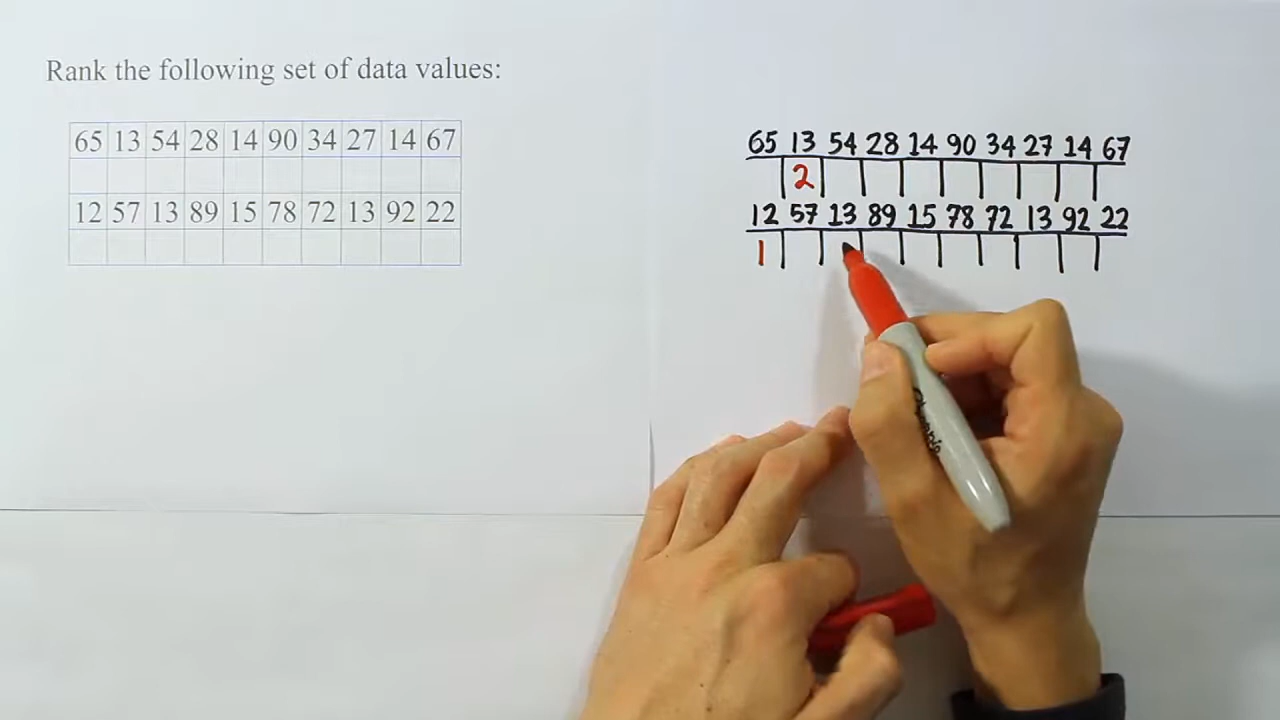 Rank the following set of data values:
65 13 54 28 14 90 34 27 14 67
12 57 13 89 15 78 72 13 92 22
65 13 54 28 14 90 34 27 14 67
2
12 57 13 89 15 78 72 13 92 22
1
Sharpie